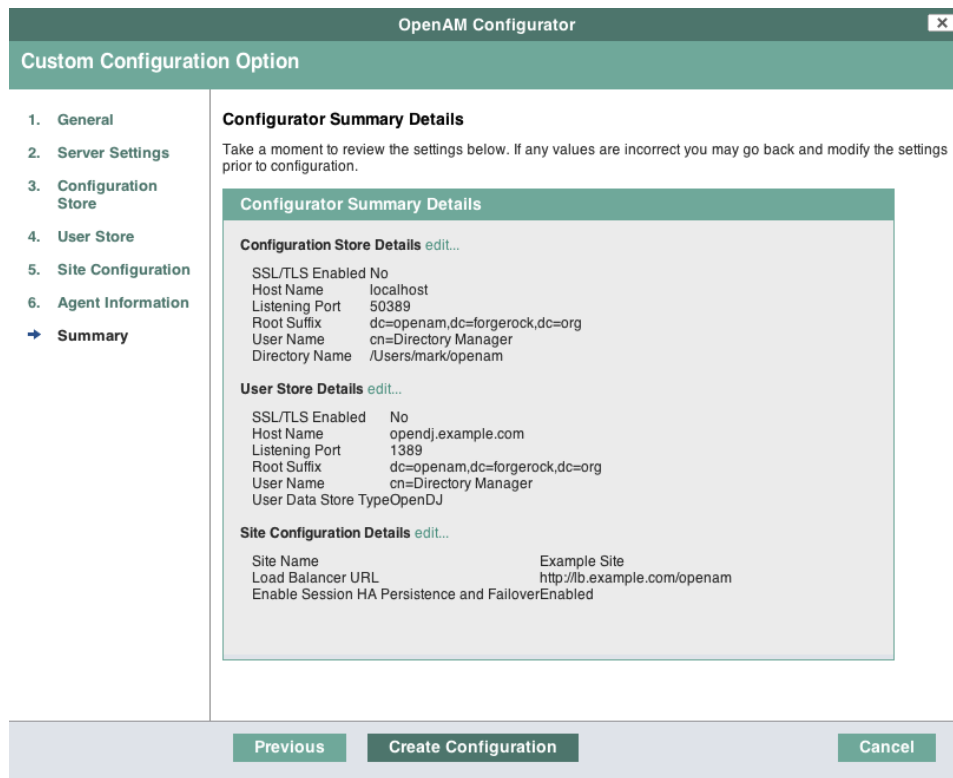 OpenAM Configurator
Custom Configuration Option
1. General
2. Server Settings
3. Configuration
Store
4. User Store
5. Site Configuration
6. Agent Information
Summary
Configurator Summary Details
Take a moment to review the settings below. If any values are incorrect you may go back and modify the settings
prior to configuration.
Configurator Summary Details
Configuration Store Details edit...
SSL/TLS Enabled No
Host Name localhost
Listening Port 50389
Root Suffix dc=openam,dc=forgerock,dc=org
User Name cn=Directory Manager
Directory Name /Users/mark/openam
User Store Details edit...
SSL/TLS Enabled No
Host Name opendj.example.com
Listening Port 1389
Root Suffix dc=openam,dc=forgerock,dc=org
User Name cn=Directory Manager
User Data Store TypeOpenDJ
Site Configuration Details edit...
Site Name Example Site
Load Balancer URL http://lb.example.com/openam
Enable Session HA Persistence and FailoverEnabled
Previous Create Configuration Cancel